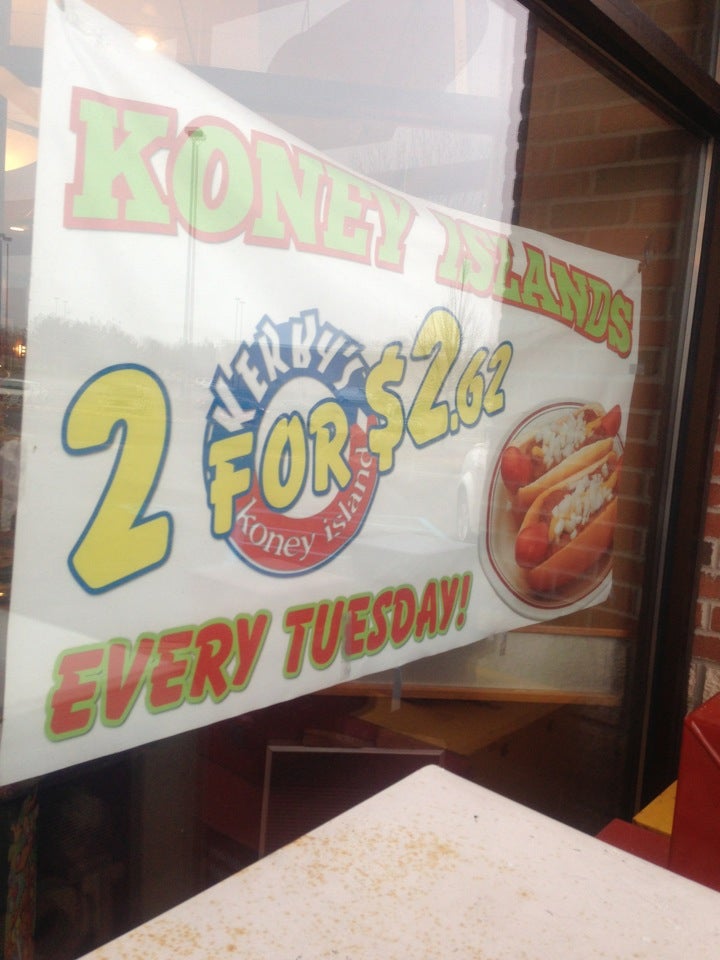 KONEY ISLANDS
KERBY'S
koney island
2 FOR $2.62
EVERY TUESDAY!